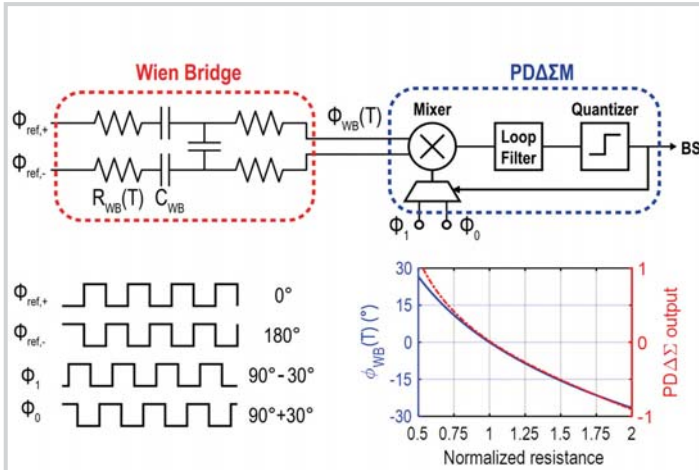 Wien Bridge
PDΔΣM
Φref,+
Φref,-
RWB(T)
CWB
ΦWB(T)
Mixer
Loop
Filter
Quantizer
BS
Φ1
Φ0
Φref,+
0°
Φref,-
180°
Φ1
90°-30°
Φ0
90°+30°
30
15
0
-15
-30
ϕWB(T) (°)
1
0
-1
PDΔΣ output
0.5 0.75 1 1.25 1.5 1.75 2
Normalized resistance